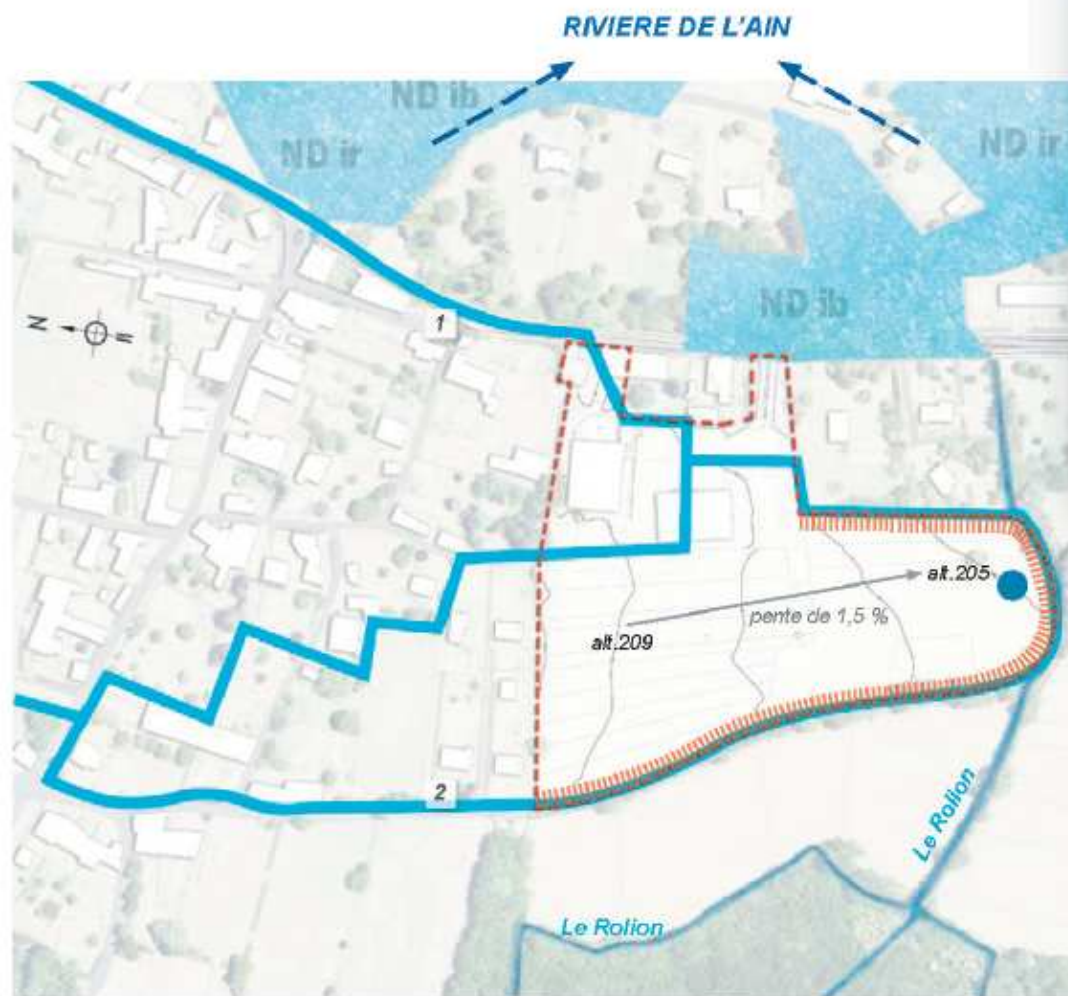 RIVIERE DE L'AIN
ND ib
ND ir
ND ir
ND ib
N
1
alt.205
pente de 1,5 %
alt.209
2
Le Rolion
Le Rolion